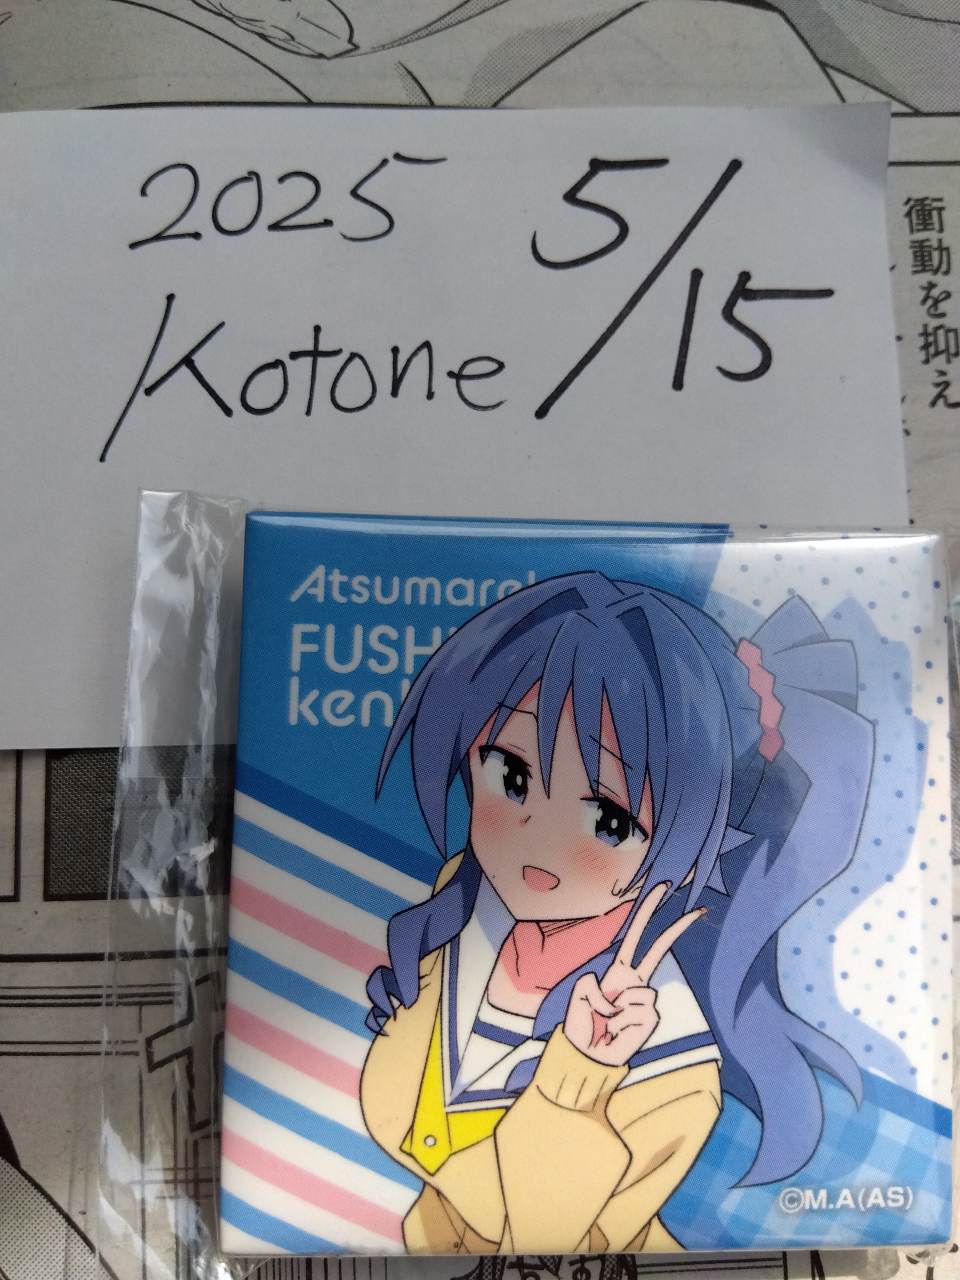 2025 5/15
Kotone
衝動を抑え
Atsumare!
FUSH
ken
©M.A(AS)